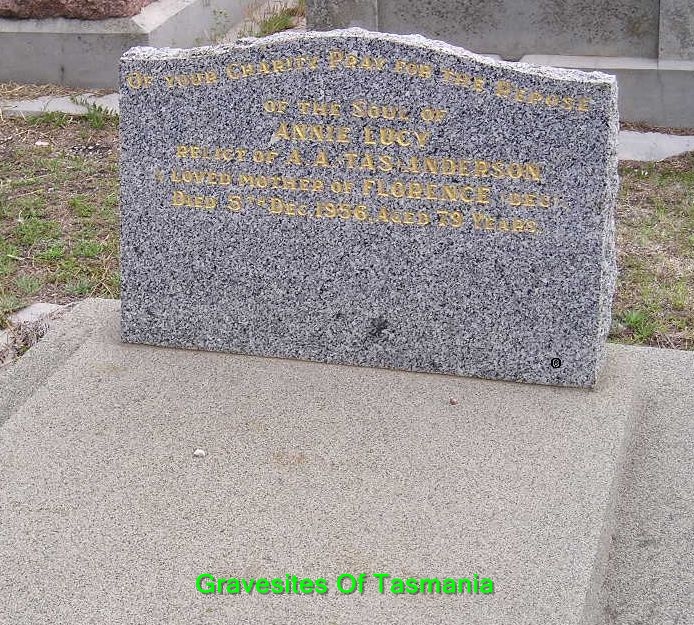 Of Your Charity Pray for the Repose
of the Soul of
Annie Lucy
relict of A. A. (Tas) Anderson
& loved mother of Florence (Dec)
Died 5th Dec. 1956. Aged 79 Years.
Gravesites Of Tasmania